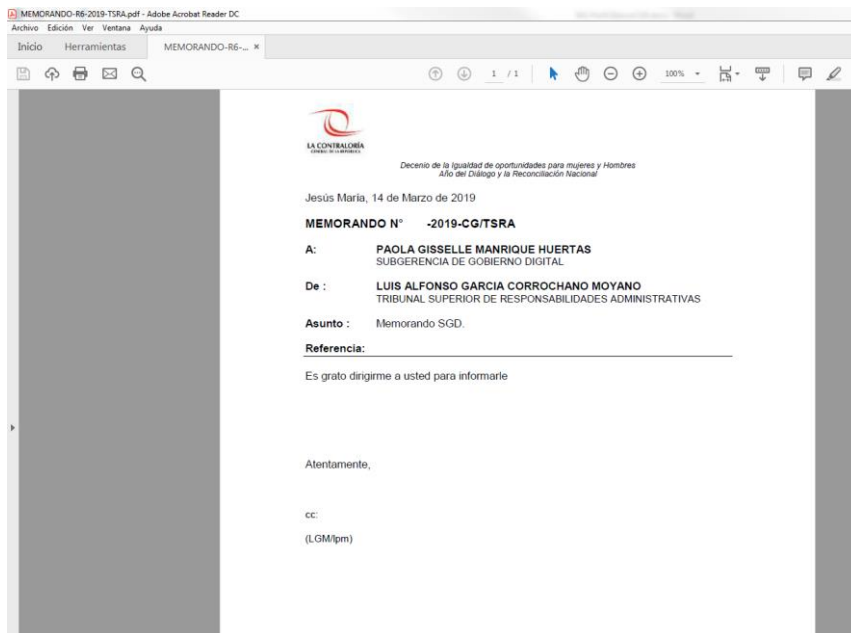 MEMORANDO-R6-2019-TSRA.pdf - Adobe Acrobat Reader DC
Archivo Edición Ver Ventana Ayuda
Inicio Herramientas MEMORANDO-R6-... ×
1 / 1 100%
LA CONTRALORÍA
GENERAL DE LA REPÚBLICA
Decenio de la Igualdad de oportunidades para mujeres y Hombres
Año del Diálogo y la Reconciliación Nacional
Jesús María, 14 de Marzo de 2019
MEMORANDO N° -2019-CG/TSRA
A: PAOLA GISSELLE MANRIQUE HUERTAS
SUBGERENCIA DE GOBIERNO DIGITAL
De : LUIS ALFONSO GARCIA CORROCHANO MOYANO
TRIBUNAL SUPERIOR DE RESPONSABILIDADES ADMINISTRATIVAS
Asunto : Memorando SGD.
Referencia:
Es grato dirigirme a usted para informarle
Atentamente,
cc:
(LGM/lpm)